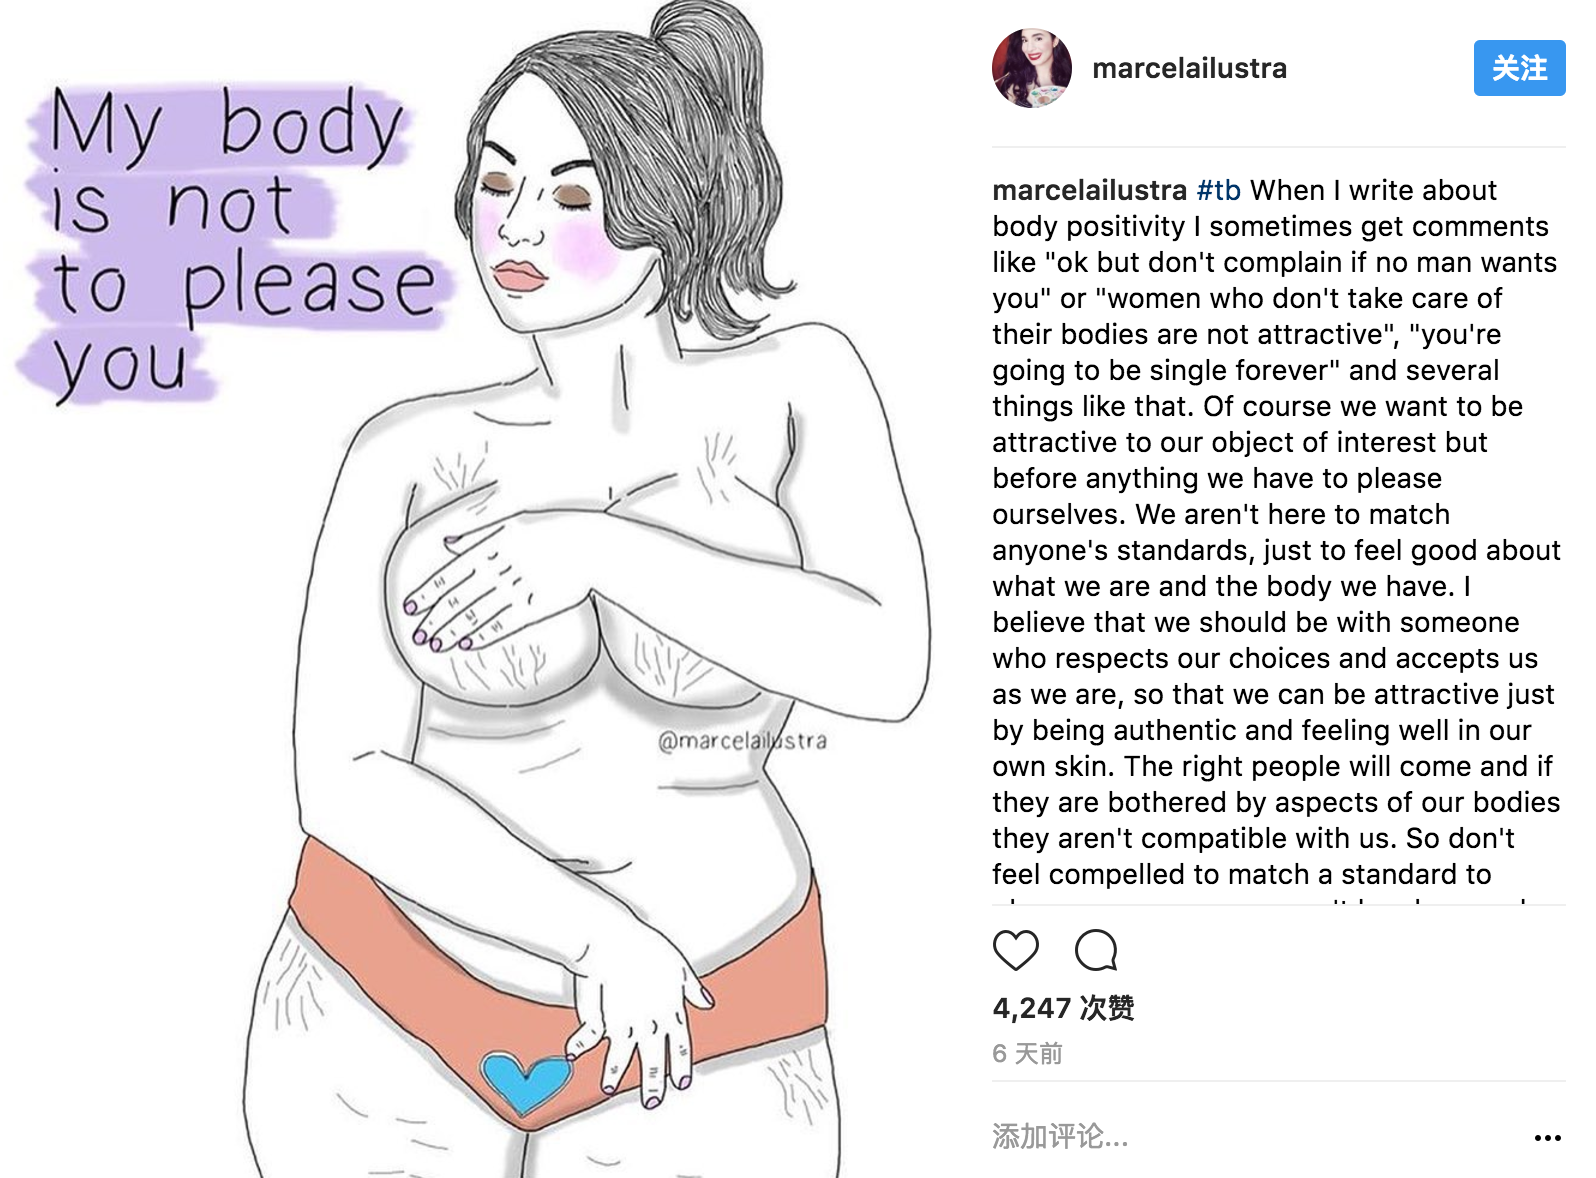 My body
is not
to please
you
@marcelailustra
marcelailustra
关注
marcelailustra #tb When I write about
body positivity I sometimes get comments
like "ok but don't complain if no man wants
you" or "women who don't take care of
their bodies are not attractive", "you're
going to be single forever" and several
things like that. Of course we want to be
attractive to our object of interest but
before anything we have to please
ourselves. We aren't here to match
anyone's standards, just to feel good about
what we are and the body we have. I
believe that we should be with someone
who respects our choices and accepts us
as we are, so that we can be attractive just
by being authentic and feeling well in our
own skin. The right people will come and if
they are bothered by aspects of our bodies
they aren't compatible with us. So don't
feel compelled to match a standard to
4,247 次赞
6 天前
添加评论...